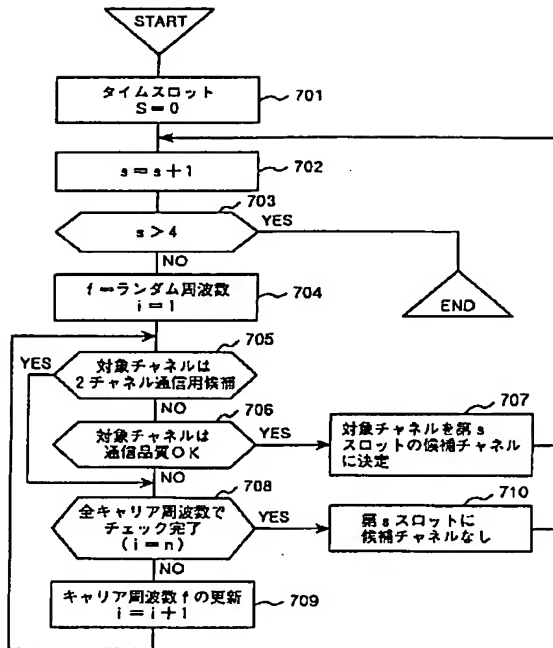 START
タイムスロット
S=0
701
s=s+1
702
703
s>4
YES
NO
f=ランダム周波数
i=1
704
END
705
YES
対象チャネルは
2チャネル通信用候補
NO
706
対象チャネルは
通信品質OK
YES
707
対象チャネルを第s
スロットの候補チャネル
に決定
NO
708
全キャリア周波数で
チェック完了
(i=n)
YES
710
第sスロットに
候補チャネルなし
NO
キャリア周波数fの更新
i=i+1
709